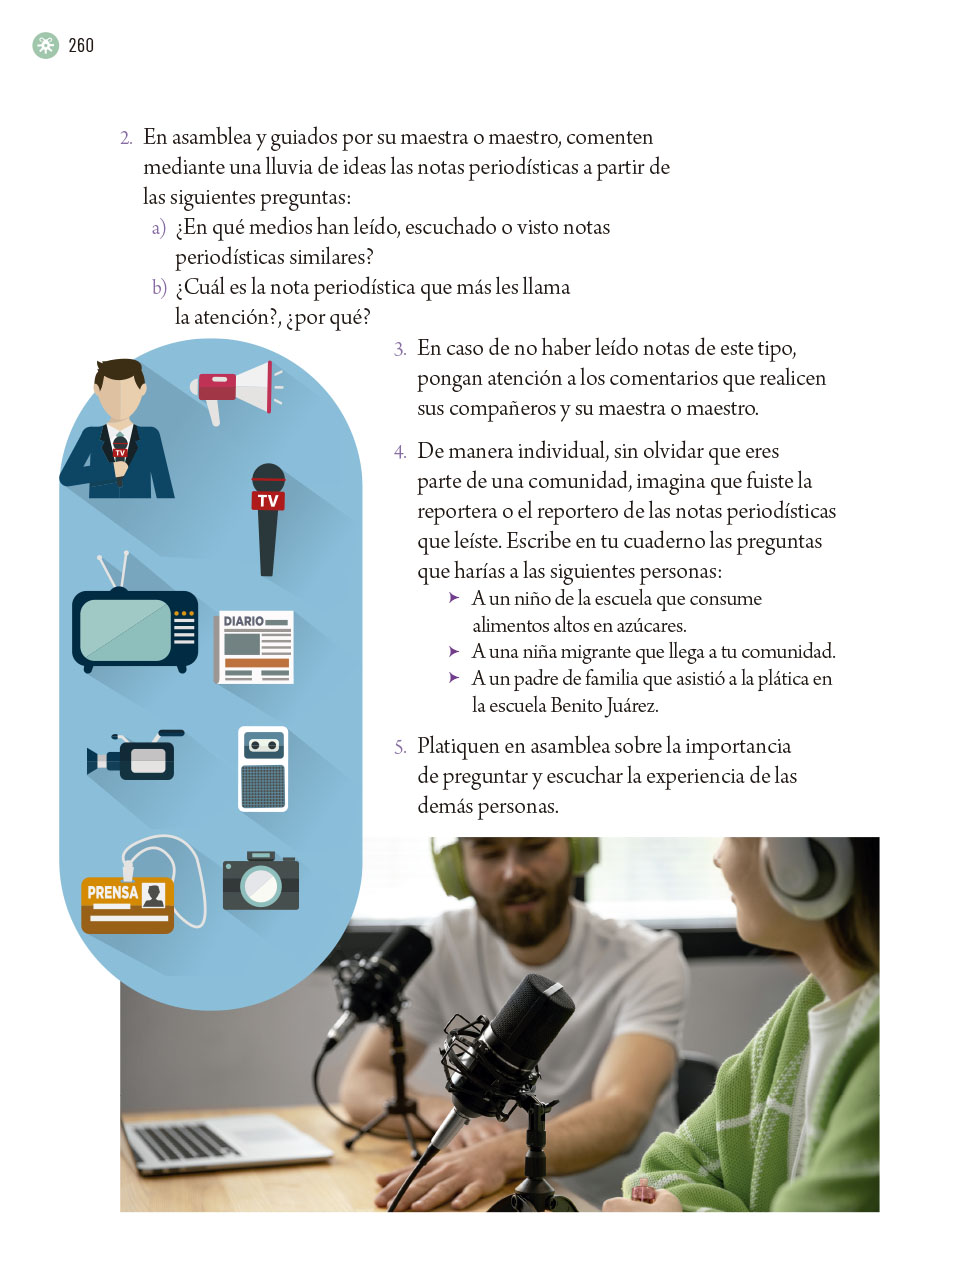 260
2. En asamblea y guiados por su maestra o maestro, comenten
mediante una lluvia de ideas las notas periodísticas a partir de
las siguientes preguntas:
a) ¿En qué medios han leído, escuchado o visto notas
periodísticas similares?
b) ¿Cuál es la nota periodística que más les llama
la atención?, ¿por qué?
3. En caso de no haber leído notas de este tipo,
pongan atención a los comentarios que realicen
sus compañeros y su maestra o maestro.
4. De manera individual, sin olvidar que eres
parte de una comunidad, imagina que fuiste la
reportera o el reportero de las notas periodísticas
que leíste. Escribe en tu cuaderno las preguntas
que harías a las siguientes personas:
➤ A un niño de la escuela que consume
alimentos altos en azúcares.
➤ A una niña migrante que llega a tu comunidad.
➤ A un padre de familia que asistió a la plática en
la escuela Benito Juárez.
5. Platiquen en asamblea sobre la importancia
de preguntar y escuchar la experiencia de las
demás personas.
TV
TV
DIARIO
PRENSA